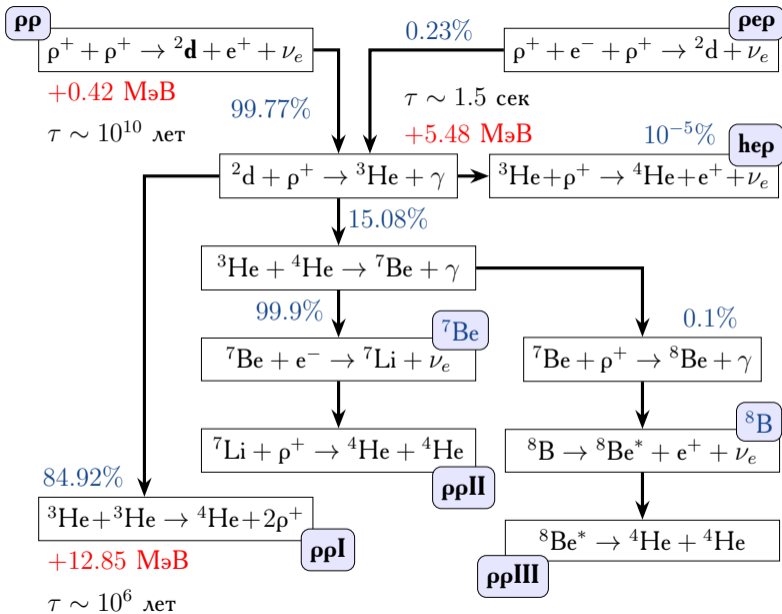 ρρ
ρ⁺ + ρ⁺ → ²d + e⁺ + νₑ
+0.42 МэВ
τ ∼ 10¹⁰ лет
99.77%
0.23%
ρeρ
ρ⁺ + e⁻ + ρ⁺ → ²d + νₑ
τ ∼ 1.5 сек
+5.48 МэВ
²d + ρ⁺ → ³He + γ
10⁻⁵%
heρ
³He + ρ⁺ → ⁴He + e⁺ + νₑ
15.08%
³He + ⁴He → ⁷Be + γ
99.9%
⁷Be
⁷Be + e⁻ → ⁷Li + νₑ
0.1%
⁷Be + ρ⁺ → ⁸Be + γ
⁷Li + ρ⁺ → ⁴He + ⁴He
ρρII
⁸B
⁸B → ⁸Be* + e⁺ + νₑ
84.92%
³He + ³He → ⁴He + 2ρ⁺
ρρI
+12.85 МэВ
τ ∼ 10⁶ лет
⁸Be* → ⁴He + ⁴He
ρρIII